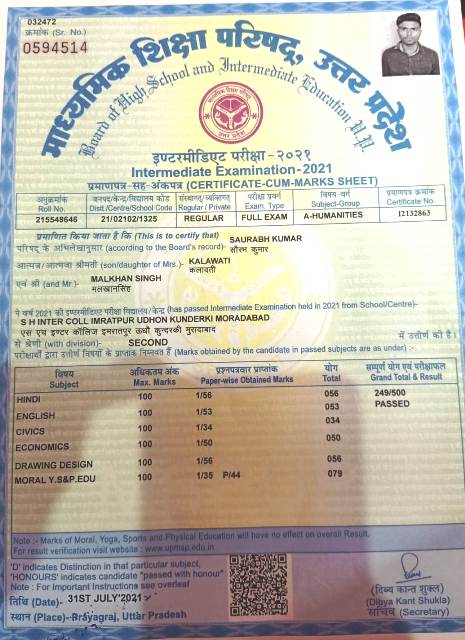 032472
क्रमांक (Sr. No.)
0594514
माध्यमिक शिक्षा परिषद्, उत्तर प्रदेश
Board of High School and Intermediate Education U.P.
उत्तर प्रदेश
इण्टरमीडिएट परीक्षा-२०२१
Intermediate Examination-2021
प्रमाणपत्र-सह-अंकपत्र (CERTIFICATE-CUM-MARKS SHEET)
अनुक्रमांक जनपद/केन्द्र/विद्यालय कोड संस्थागत/व्यक्तिगत परीक्षा प्रकार विषय-वर्ग प्रमाणपत्र क्रमांक
Roll No. Dist./Centre/School Code Regular / Private Exam. Type Subject-Group Certificate No.
215548646 21/02102/1325 REGULAR FULL EXAM A-HUMANITIES 12132863
प्रमाणित किया जाता है कि (This is to certify that)
परिषद् के अभिलेखानुसार (according to the Board's record)- SAURABH KUMAR
सौरभ कुमार
आत्मज/आत्मजा श्रीमती (son/daughter of Mrs.)- KALAWATI
कलावती
एवं श्री (and Mr.)- MALKHAN SINGH
मलखानसिंह
ने वर्ष 2021 की इण्टरमीडिएट परीक्षा विद्यालय/केन्द्र (has passed Intermediate Examination held in 2021 from School/Centre)-
S H INTER COLL IMRATPUR UDHON KUNDERKI MORADABAD
एस एच इण्टर कॉलिज इमरातपुर ऊधौ कुन्दरकी मुरादाबाद
से श्रेणी (with division)- SECOND में उत्तीर्ण की है।
परीक्षार्थी द्वारा उत्तीर्ण विषयों के प्राप्तांक निम्नवत हैं (Marks obtained by the candidate in passed subjects are as under) :-
विषय अधिकतम अंक प्रश्नपत्रवार प्राप्तांक योग सम्पूर्ण योग एवं परीक्षाफल
Subject Max. Marks Paper-wise Obtained Marks Total Grand Total & Result
HINDI 100 1/56 056 249/500
ENGLISH 100 1/53 053 PASSED
CIVICS 100 1/34 034
ECONOMICS 100 1/50 050
DRAWING DESIGN 100 1/56 056
MORAL Y.S&P.EDU 100 1/35 P/44 079
Note :- Marks of Moral, Yoga, Sports and Physical Education will have no effect on overall Result.
For result verification visit website : www.upmsp.edu.in
'D' indicates Distinction in that particular subject,
'HONOURS' indicates candidate "passed with honour"
Note : For Important Instructions see overleaf
तिथि (Date)- 31ST JULY'2021
स्थान (Place)- Prayagraj, Uttar Pradesh
(दिव्य कान्त शुक्ल)
(Dibya Kant Shukla)
सचिव (Secretary)